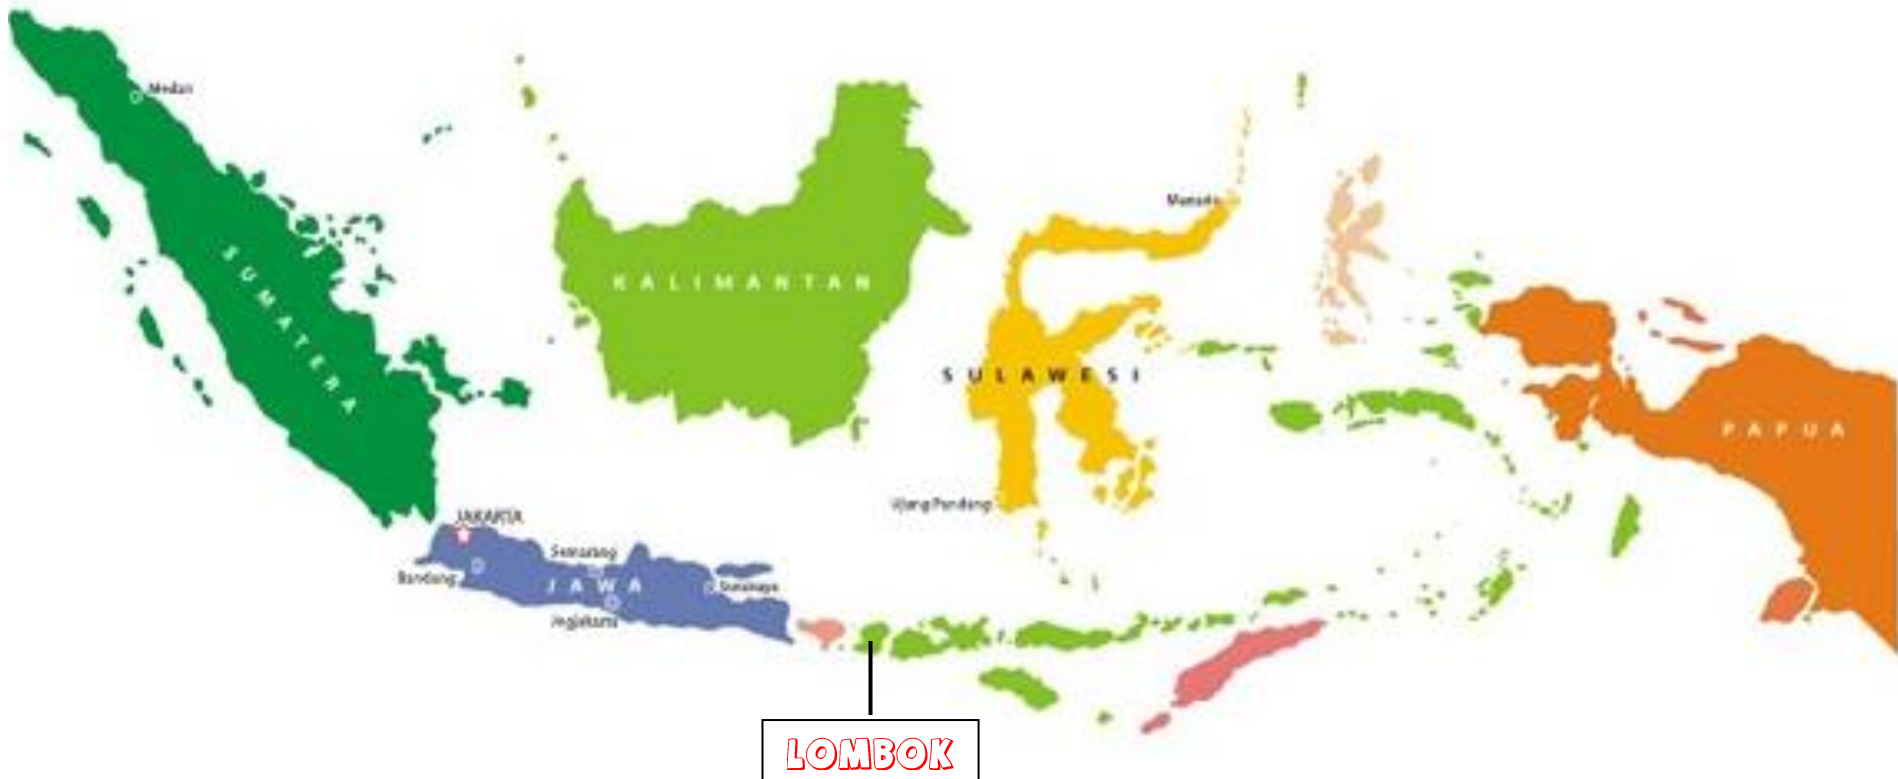 Medan
Manado
SUMATERA
KALIMANTAN
SULAWESI
PAPUA
Ujung Pandang
JAKARTA
Semarang
Bandung
JAWA
Surabaya
Jogjakarta
LOMBOK